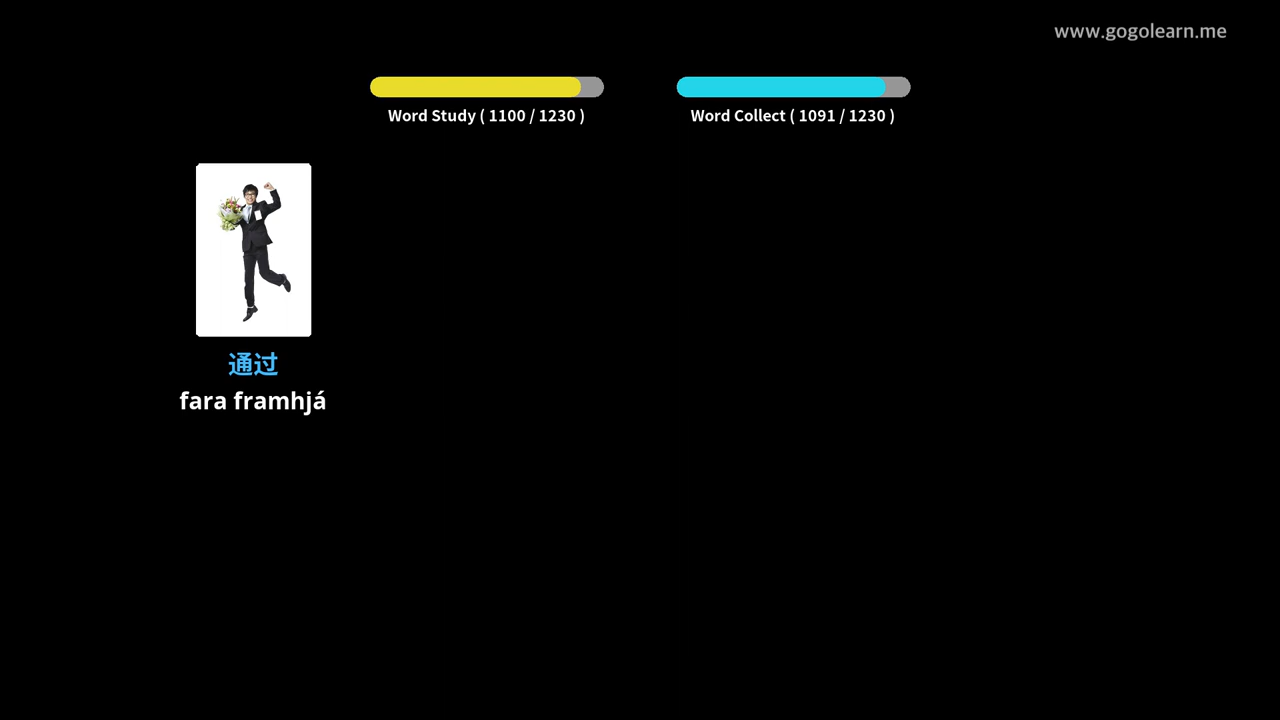 www.gogolearn.me
Word Study ( 1100 / 1230 )
Word Collect ( 1091 / 1230 )
通过
fara framhjá